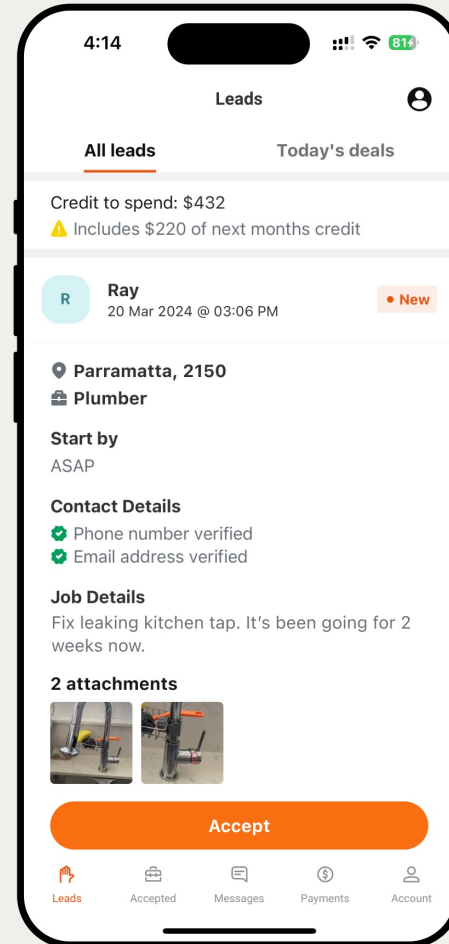 4:14
81
Leads
All leads
Today's deals
Credit to spend: $432
Includes $220 of next months credit
R
Ray
20 Mar 2024 @ 03:06 PM
New
Parramatta, 2150
Plumber
Start by
ASAP
Contact Details
Phone number verified
Email address verified
Job Details
Fix leaking kitchen tap. It's been going for 2
weeks now.
2 attachments
Accept
Leads
Accepted
Messages
Payments
Account